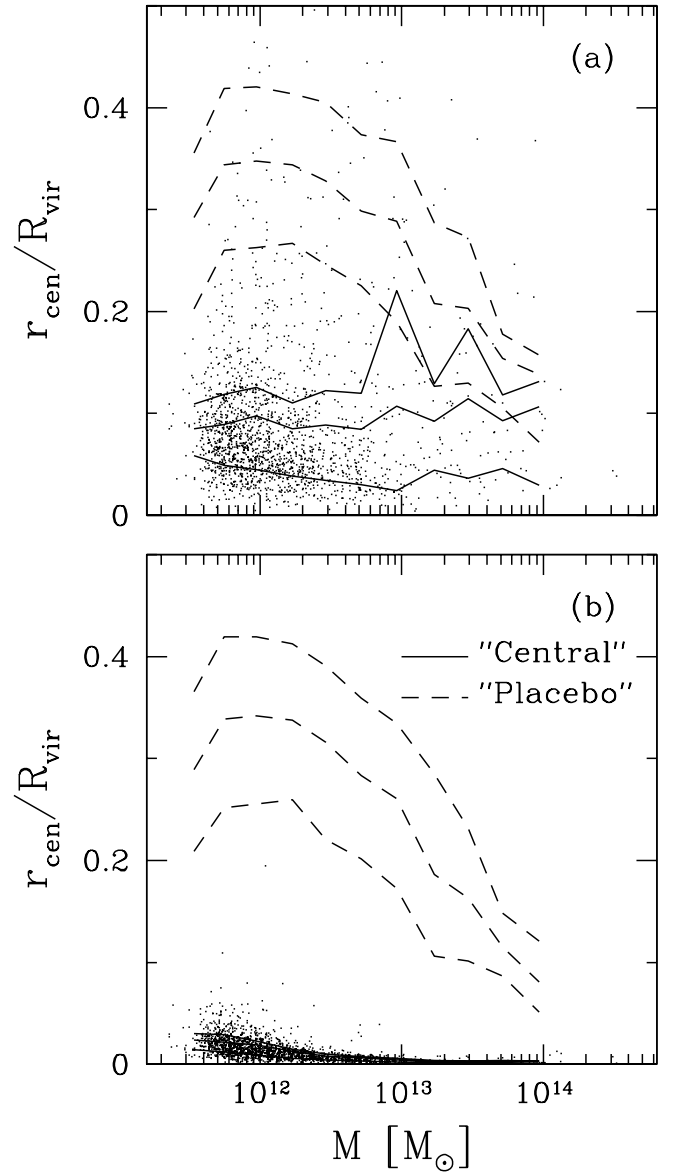 (a)
0.4
0.2
0
r_cen/R_vir
(b)
"Central"
"Placebo"
0.4
0.2
0
r_cen/R_vir
10^12 10^13 10^14
M [M_⊙]